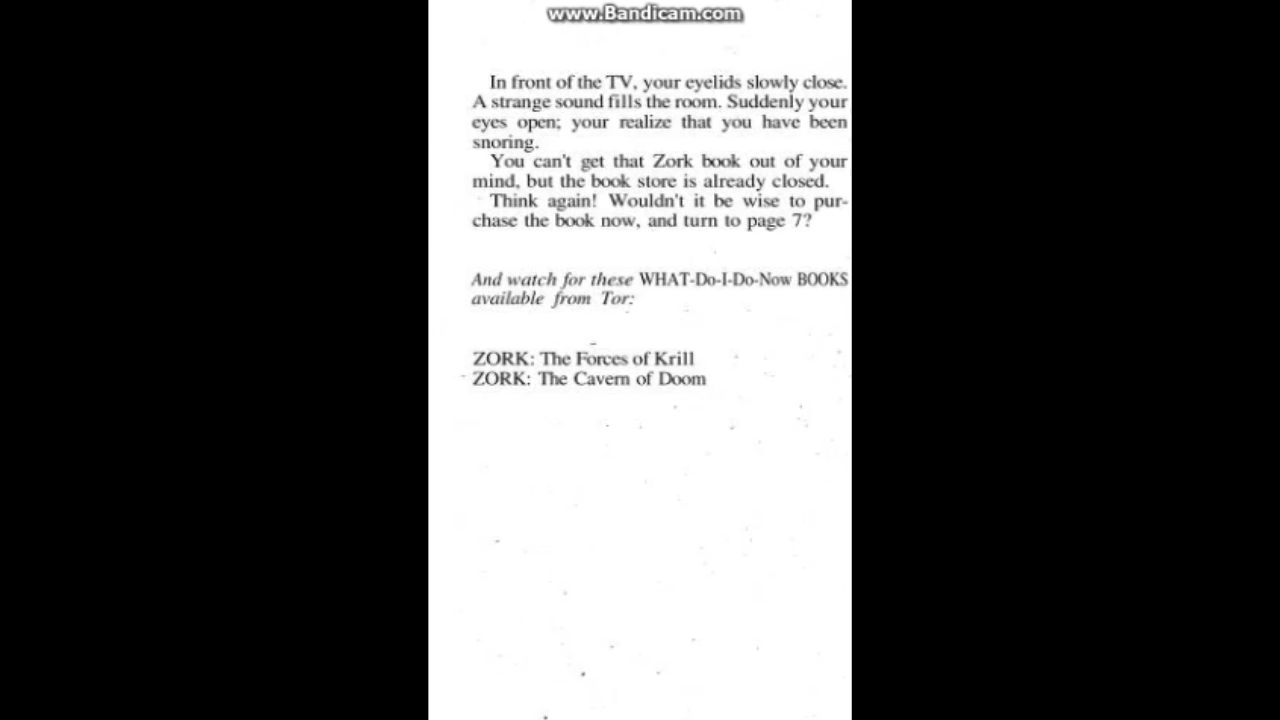 www.Bandicam.com
In front of the TV, your eyelids slowly close.
A strange sound fills the room. Suddenly your
eyes open; your realize that you have been
snoring.
You can't get that Zork book out of your
mind, but the book store is already closed.
Think again! Wouldn't it be wise to pur-
chase the book now, and turn to page 7?
And watch for these WHAT-Do-I-Do-Now BOOKS
available from Tor:
ZORK: The Forces of Krill
ZORK: The Cavern of Doom